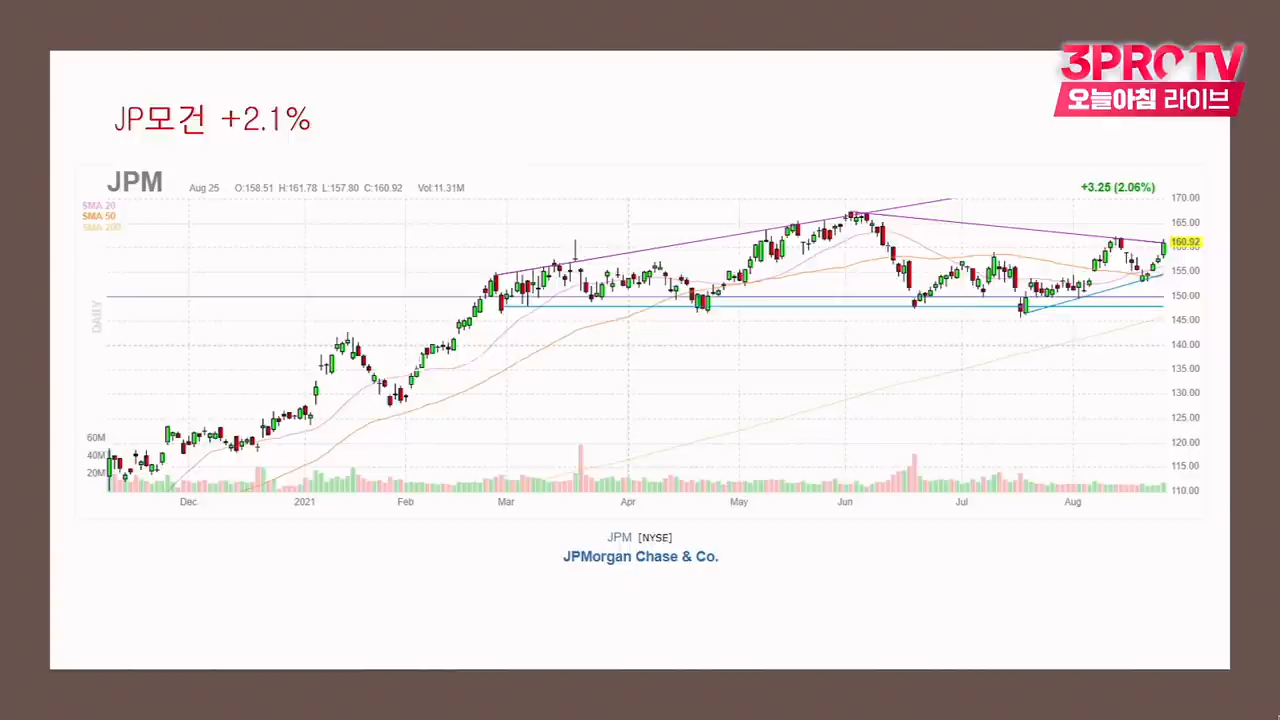 3PROTV
오늘아침 라이브
JP모건 +2.1%
JPM Aug 25 O:158.51 H:161.78 L:157.80 C:160.92 Vol:11.31M +3.25 (2.06%)
SMA 20
SMA 50
SMA 200
DAILY
170.00
165.00
160.92
160.00
155.00
150.00
145.00
140.00
135.00
130.00
125.00
120.00
115.00
110.00
60M
40M
20M
Dec 2021 Feb Mar Apr May Jun Jul Aug
JPM [NYSE]
JPMorgan Chase & Co.